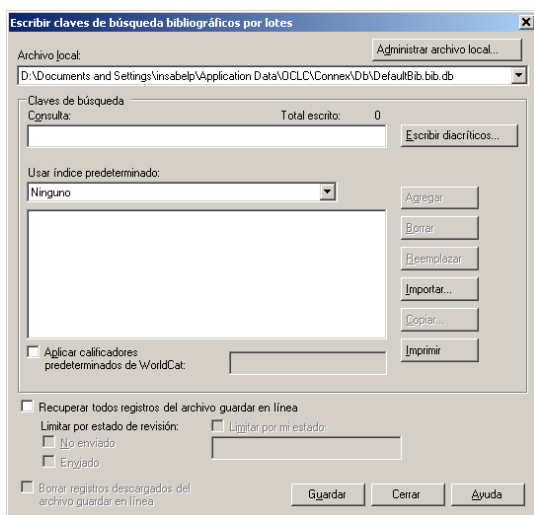 Escribir claves de búsqueda bibliográficos por lotes
Administrar archivo local...
Archivo local:
D:\Documents and Settings\insabelp\Application Data\OCLC\Connex\Db\DefaultBib.bib.db
Claves de búsqueda
Consulta: Total escrito: 0
Escribir diacríticos...
Usar índice predeterminado:
Ninguno
Agregar
Borrar
Reemplazar
Importar...
Copiar...
Imprimir
Aplicar calificadores
predeterminados de WorldCat:
Recuperar todos registros del archivo guardar en línea
Limitar por estado de revisión: Limitar por mi estado:
No enviado
Enviado
Borrar registros descargados del
archivo guardar en línea
Guardar Cerrar Ayuda